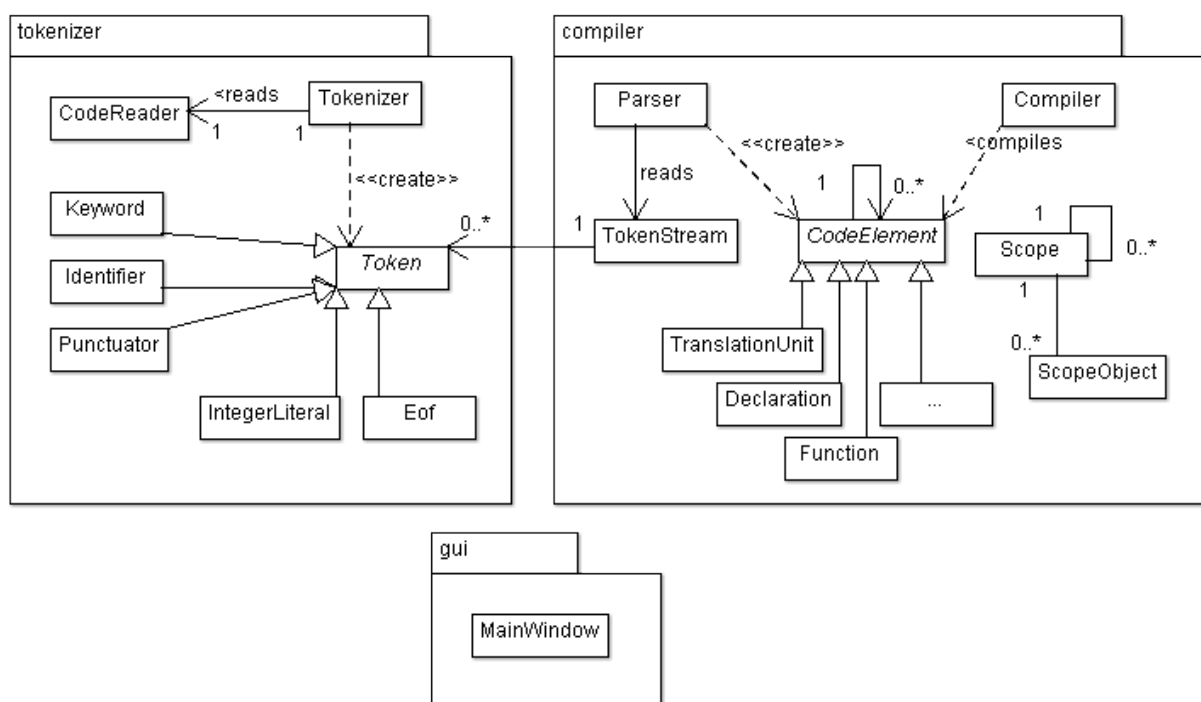 tokenizer
compiler
CodeReader
<reads
1
1
Tokenizer
<<create>>
Keyword
Identifier
Punctuator
Token
0..*
IntegerLiteral
Eof
Parser
Compiler
<<create>>
<compiles
reads
1
0..*
1
TokenStream
CodeElement
1
Scope
0..*
1
0..*
ScopeObject
TranslationUnit
Declaration
...
Function
gui
MainWindow